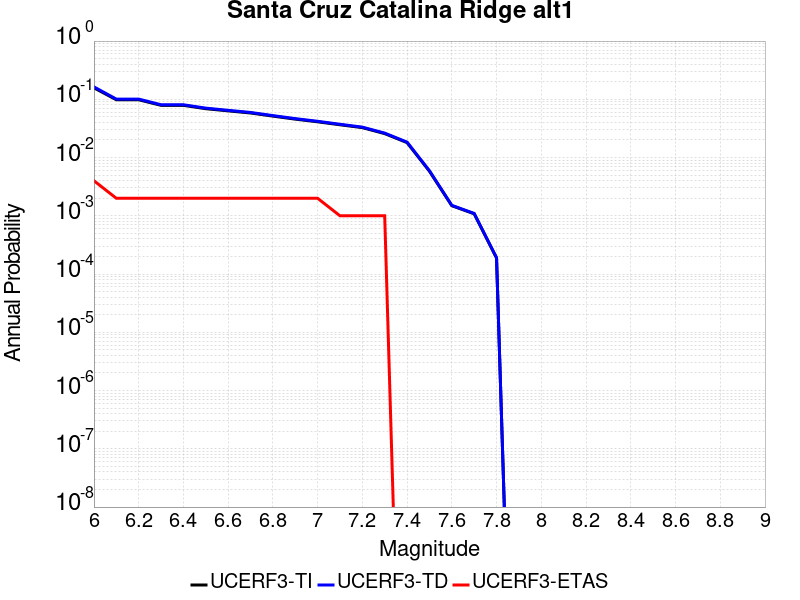 Santa Cruz Catalina Ridge alt1
10^0
10^-1
10^-2
10^-3
10^-4
10^-5
10^-6
10^-7
10^-8
Annual Probability
6 6.2 6.4 6.6 6.8 7 7.2 7.4 7.6 7.8 8 8.2 8.4 8.6 8.8 9
Magnitude
UCERF3-TI UCERF3-TD UCERF3-ETAS